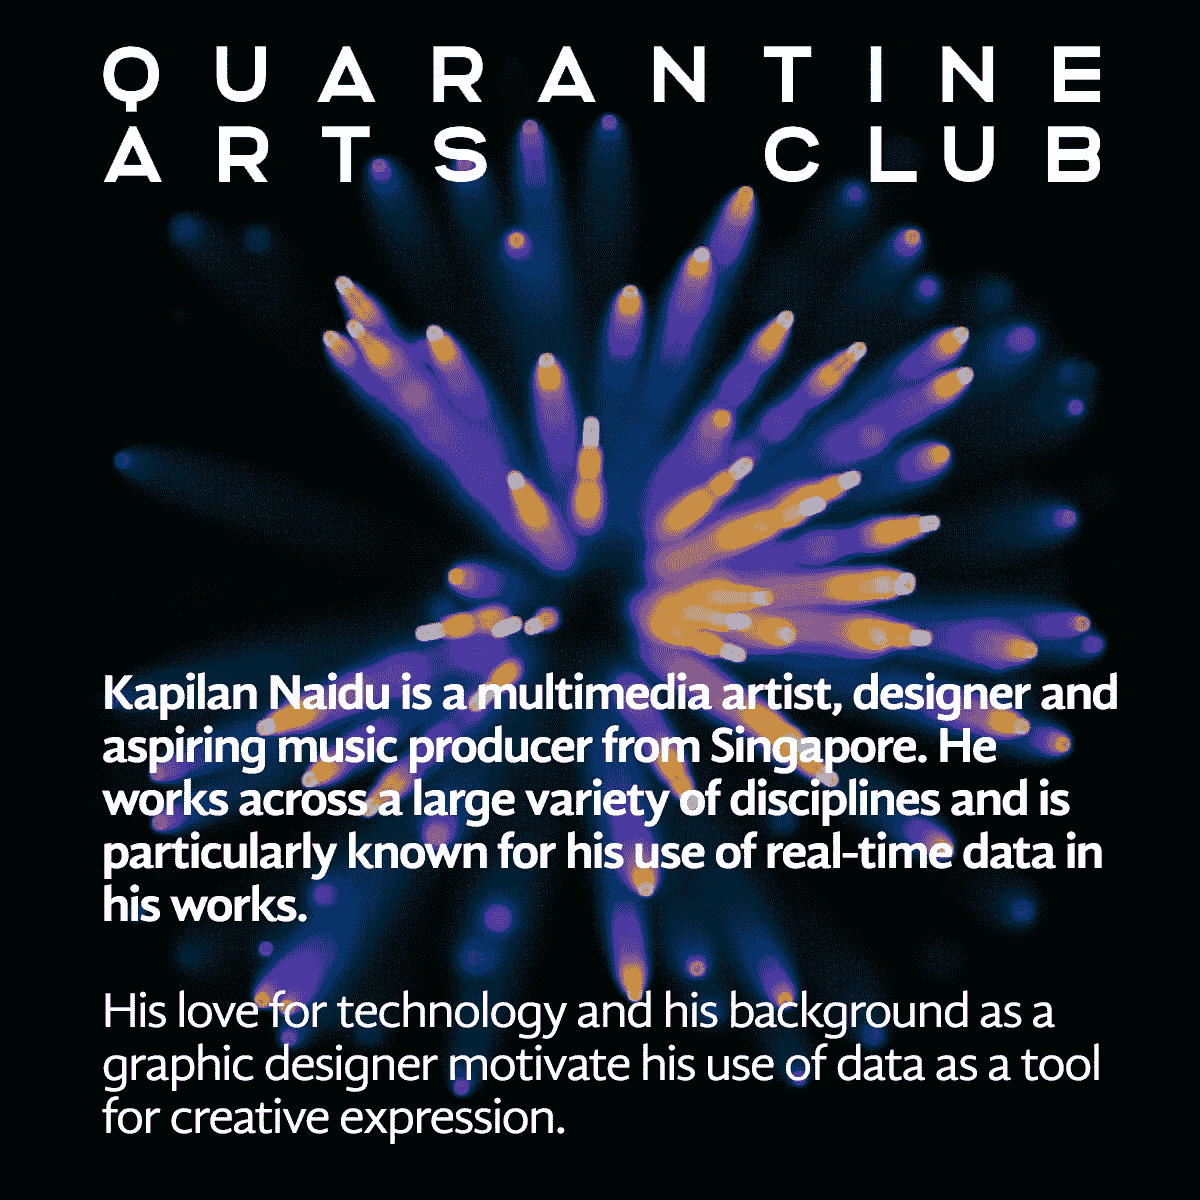 QUARANTINE
ARTS CLUB
Kapilan Naidu is a multimedia artist, designer and
aspiring music producer from Singapore. He
works across a large variety of disciplines and is
particularly known for his use of real-time data in
his works.
His love for technology and his background as a
graphic designer motivate his use of data as a tool
for creative expression.